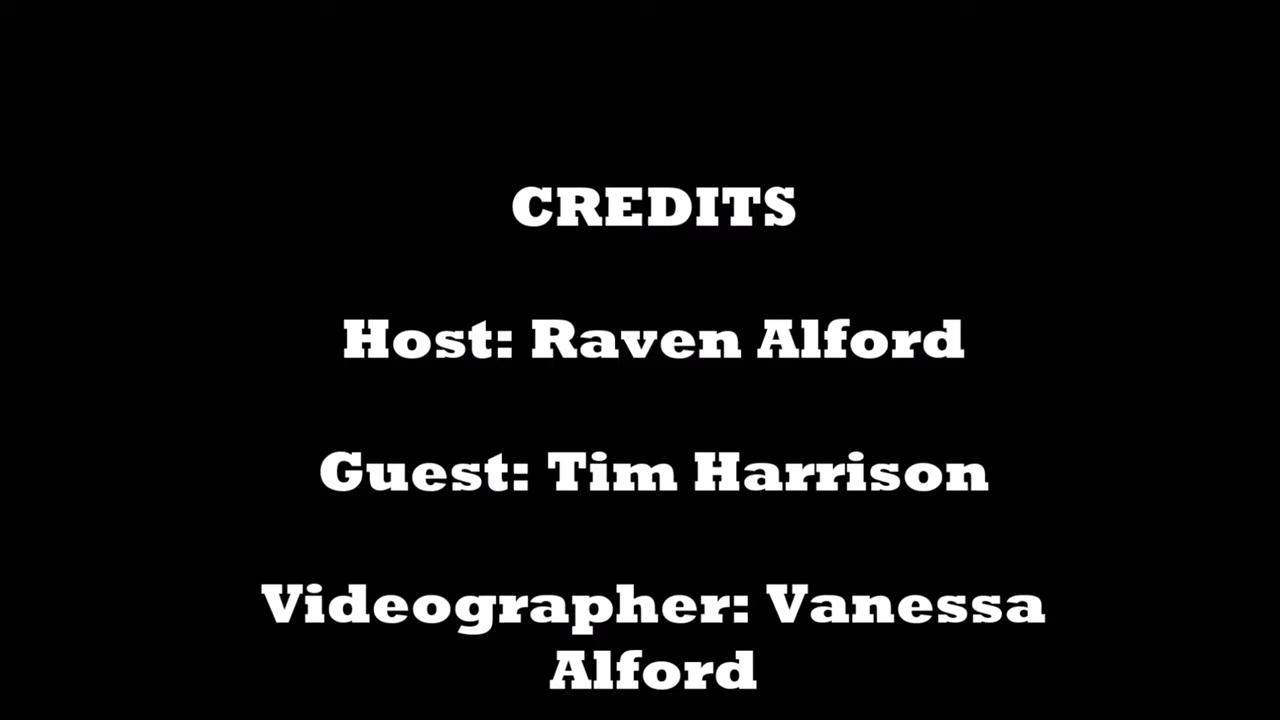 CREDITS
Host: Raven Alford
Guest: Tim Harrison
Videographer: Vanessa
Alford